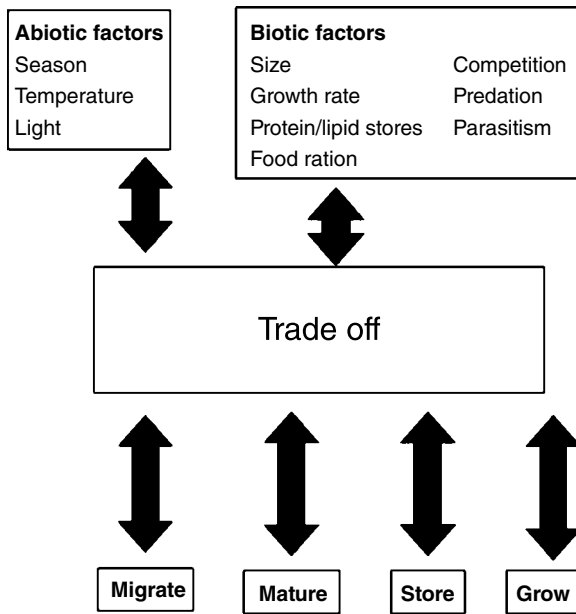 Abiotic factors
Season
Temperature
Light
Biotic factors
Size
Growth rate
Protein/lipid stores
Food ration
Competition
Predation
Parasitism
Trade off
Migrate
Mature
Store
Grow